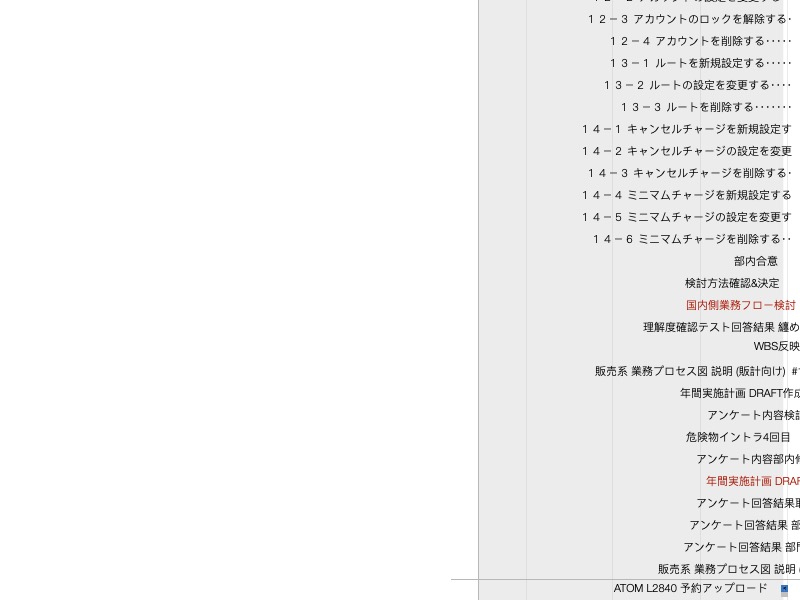 １２－３ アカウントのロックを解除する･
１２－４ アカウントを削除する･････
１３－１ ルートを新規設定する･････
１３－２ ルートの設定を変更する････
１３－３ ルートを削除する･･･････
１４－１ キャンセルチャージを新規設定す
１４－２ キャンセルチャージの設定を変更
１４－３ キャンセルチャージを削除する･
１４－４ ミニマムチャージを新規設定する
１４－５ ミニマムチャージの設定を変更す
１４－６ ミニマムチャージを削除する･･
部内合意
検討方法確認&決定
国内側業務フロー検討
理解度確認テスト回答結果 纏め
WBS反映
販売系 業務プロセス図 説明 (販計向け) #
年間実施計画 DRAFT作成
アンケート内容検討
危険物イントラ4回目
アンケート内容部内
年間実施計画 DRAF
アンケート回答結果
アンケート回答結果 部
アンケート回答結果 部
販売系 業務プロセス図 説明 (
ATOM L2840 予約アップロード